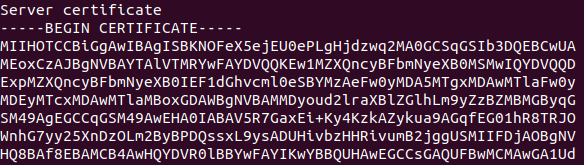 Server certificate
-----BEGIN CERTIFICATE-----
MIIHOTCCBiGgAwIBAgISBKNOFeX5ejEU0ePLgHjdzwq2MA0GCSqGSIb3DQEBCwUA
MEoxCzAJBgNVBAYTAlVTMRYwFAYDVQQKEw1MZXQncyBFbmNyeXB0MSMwIQYDVQQD
ExpMZXQncyBFbmNyeXB0IEF1dGhvcml0eSBYMzAeFw0yMDA5MTgxMDAwMTlaFw0y
MDEyMTcxMDAwMTlaMBoxGDAWBgNVBAMMDyoud2lraXBlZGlhLm9yZzBZMBMGByqG
SM49AgEGCCqGSM49AwEHA0IABAV5R7GaxEi+Ky4KzkAZykua9AGqfEG01hR8TRJO
WnhG7yy25XnDzOLm2ByBPDQssxL9ysADUHivbzHHRivumB2jggUSMIIFDjAOBgNV
HQ8BAf8EBAMCB4AwHQYDVR0lBBYwFAYIKwYBBQUHAwEGCCsGAQUFBwMCMAwGA1Ud